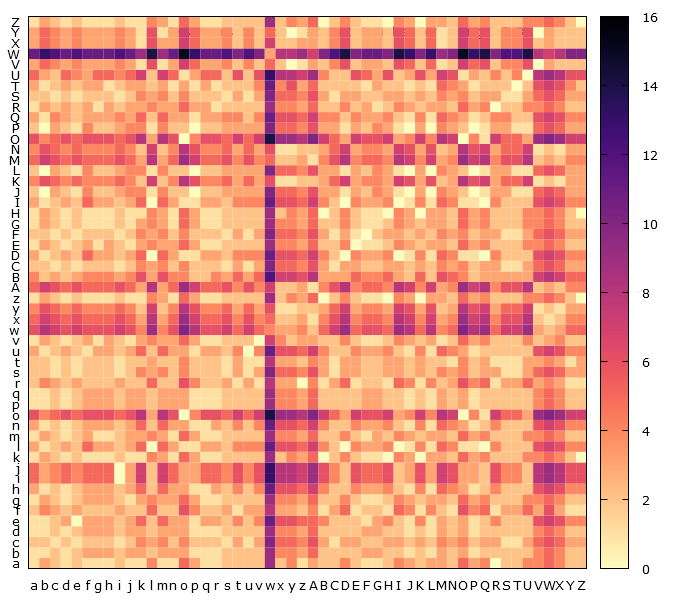 Z
Y
X
W
V
U
T
S
R
Q
P
O
N
M
L
K
J
I
H
G
F
E
D
C
B
A
z
y
x
w
v
u
t
s
r
q
p
o
n
m
l
k
j
i
h
g
f
e
d
c
b
a
a b c d e f g h i j k l m n o p q r s t u v w x y z A B C D E F G H I J K L M N O P Q R S T U V W X Y Z
16
14
12
10
8
6
4
2
0